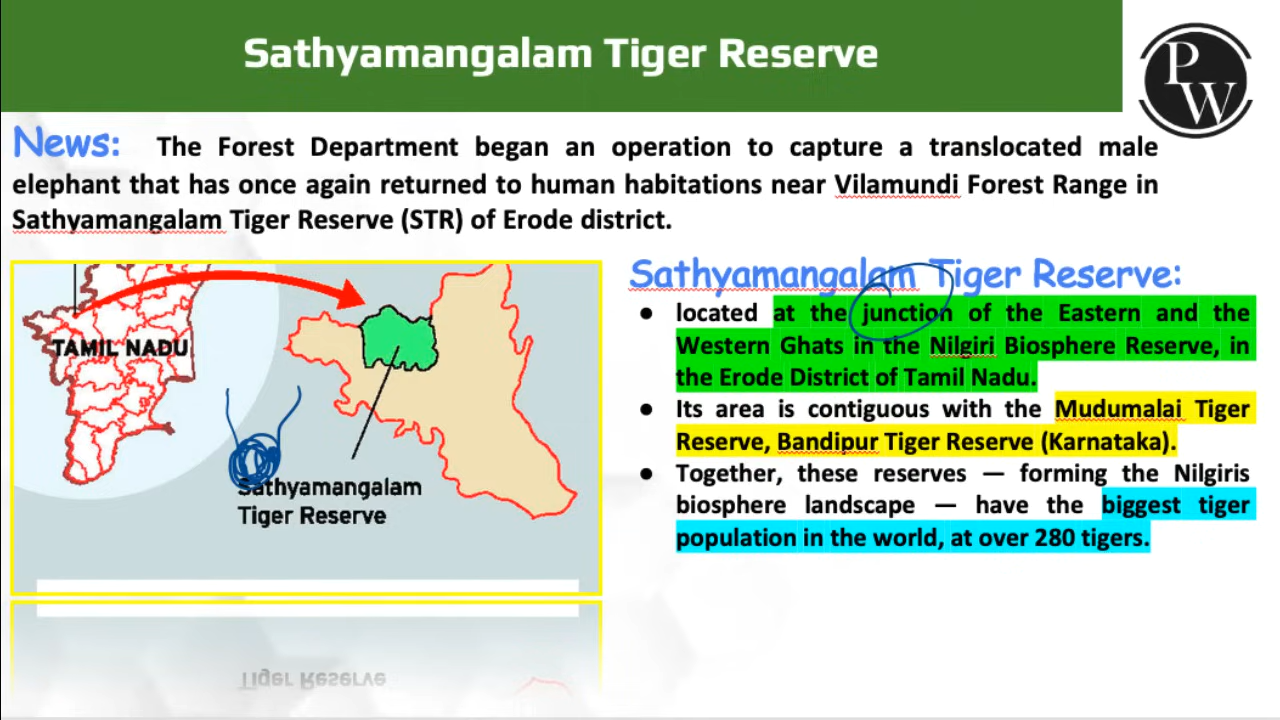 Sathyamangalam Tiger Reserve
P
W
News: The Forest Department began an operation to capture a translocated male
elephant that has once again returned to human habitations near Vilamundi Forest Range in
Sathyamangalam Tiger Reserve (STR) of Erode district.
TAMIL NADU
Sathyamangalam
Tiger Reserve
Sathyamangalam Tiger Reserve:
● located at the junction of the Eastern and the
Western Ghats in the Nilgiri Biosphere Reserve, in
the Erode District of Tamil Nadu.
● Its area is contiguous with the Mudumalai Tiger
Reserve, Bandipur Tiger Reserve (Karnataka).
● Together, these reserves — forming the Nilgiris
biosphere landscape — have the biggest tiger
population in the world, at over 280 tigers.
Tiger Reserve